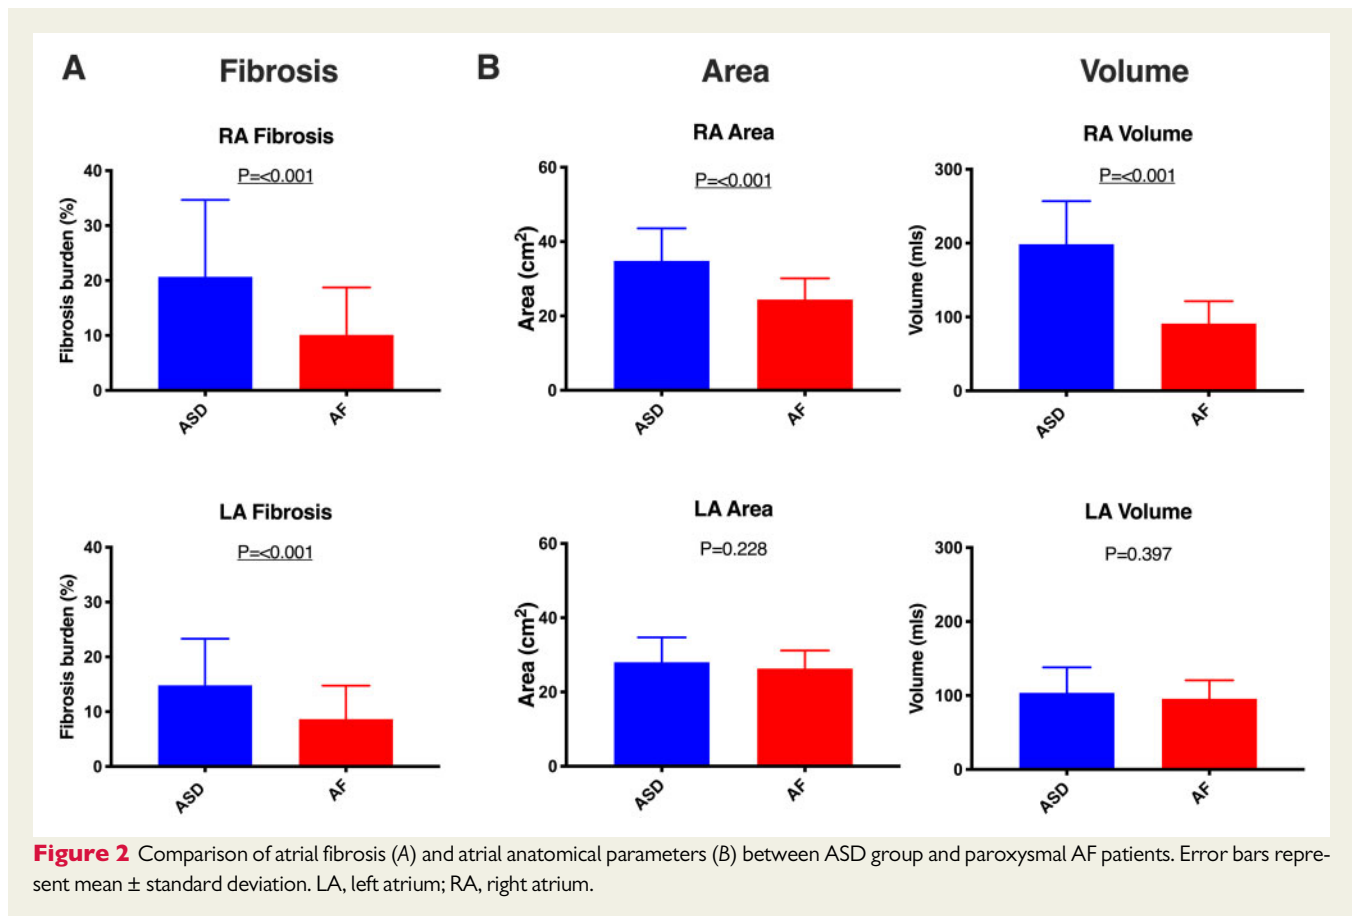 A
Fibrosis
B
Area
Volume
RA Fibrosis
P=<0.001
Fibrosis burden (%)
40
30
20
10
0
ASD
AF
RA Area
P=<0.001
Area (cm²)
60
40
20
0
ASD
AF
RA Volume
P=<0.001
Volume (mls)
300
200
100
0
ASD
AF
LA Fibrosis
P=<0.001
Fibrosis burden (%)
40
30
20
10
0
ASD
AF
LA Area
P=0.228
Area (cm²)
60
40
20
0
ASD
AF
LA Volume
P=0.397
Volume (mls)
300
200
100
0
ASD
AF
Figure 2 Comparison of atrial fibrosis (A) and atrial anatomical parameters (B) between ASD group and paroxysmal AF patients. Error bars repre-
sent mean ± standard deviation. LA, left atrium; RA, right atrium.